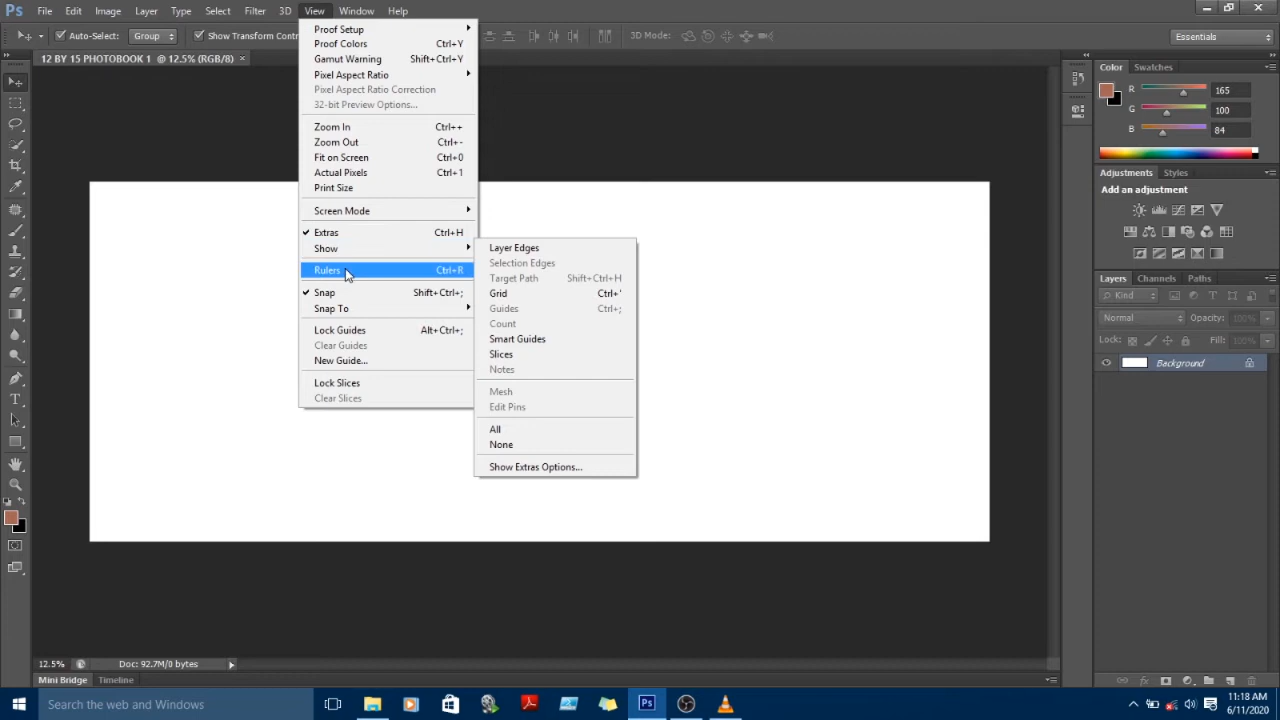 Ps File Edit Image Layer Type Select Filter 3D View Window Help
Auto-Select: Group Show Transform Contr 3D Mode: Essentials
12 BY 15 PHOTOBOOK 1 @ 12.5% (RGB/8) ×
Proof Setup
Proof Colors Ctrl+Y
Gamut Warning Shift+Ctrl+Y
Pixel Aspect Ratio
Pixel Aspect Ratio Correction
32-bit Preview Options...
Zoom In Ctrl++
Zoom Out Ctrl+-
Fit on Screen Ctrl+0
Actual Pixels Ctrl+1
Print Size
Screen Mode
Extras Ctrl+H
Show
Rulers Ctrl+R
Snap Shift+Ctrl+;
Snap To
Lock Guides Alt+Ctrl+;
Clear Guides
New Guide...
Lock Slices
Clear Slices
Layer Edges
Selection Edges
Target Path Shift+Ctrl+H
Grid Ctrl+'
Guides Ctrl+;
Count
Smart Guides
Slices
Notes
Mesh
Edit Pins
All
None
Show Extras Options...
Color Swatches
R 165
G 100
B 84
Adjustments Styles
Add an adjustment
Layers Channels Paths
Kind
Normal Opacity: 100%
Lock: Fill: 100%
Background
12.5% Doc: 92.7M/0 bytes
Mini Bridge Timeline
Search the web and Windows
Ps
11:18 AM
6/11/2020